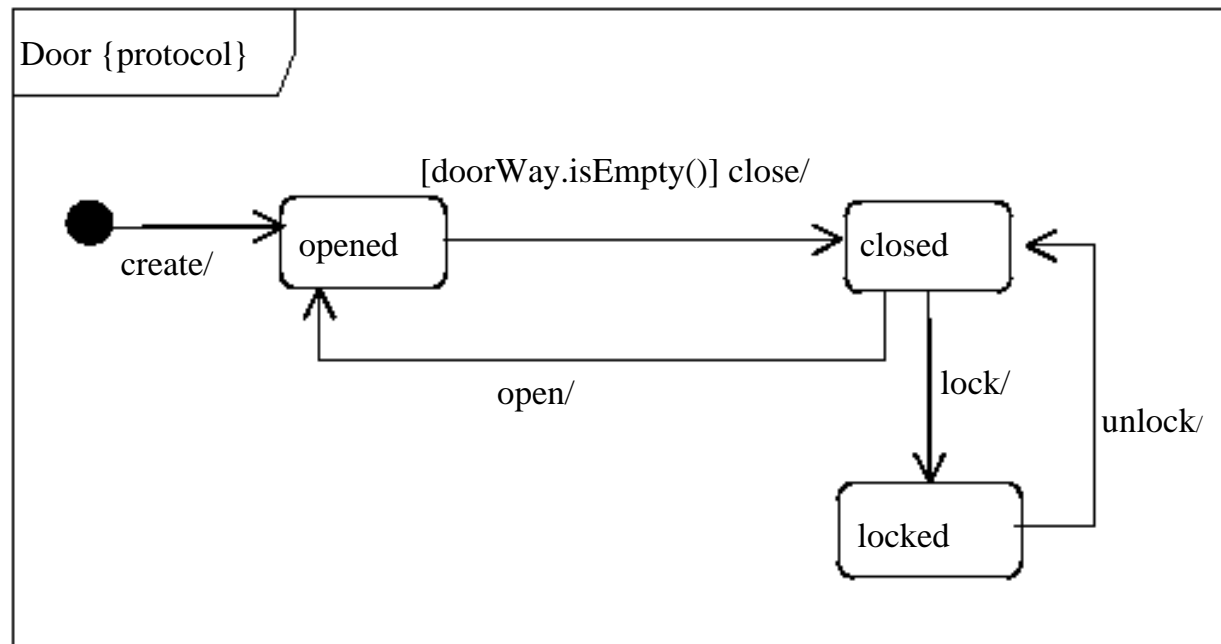 Door {protocol}
[doorWay.isEmpty()] close/
opened
closed
create/
open/
lock/
unlock/
locked